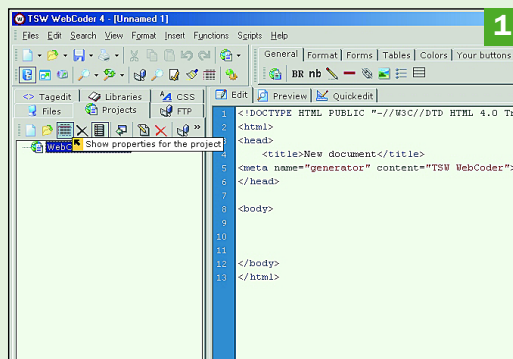 TSW WebCoder 4 - [Unnamed 1]
1
Files Edit Search View Format Insert Functions Scripts Help
General Format Forms Tables Colors Your buttons
BR nb
<> Tagedit Libraries CSS
Files Projects FTP
Edit Preview Quickedit
WebC
Show properties for the project
1 <!DOCTYPE HTML PUBLIC "-//W3C//DTD HTML 4.0 Tr
2 <html>
<head>
<title>New document</title>
5 <meta name="generator" content="TSW WebCoder">
6 </head>
7
8 <body>
9
10
11
12 </body>
13 </html>